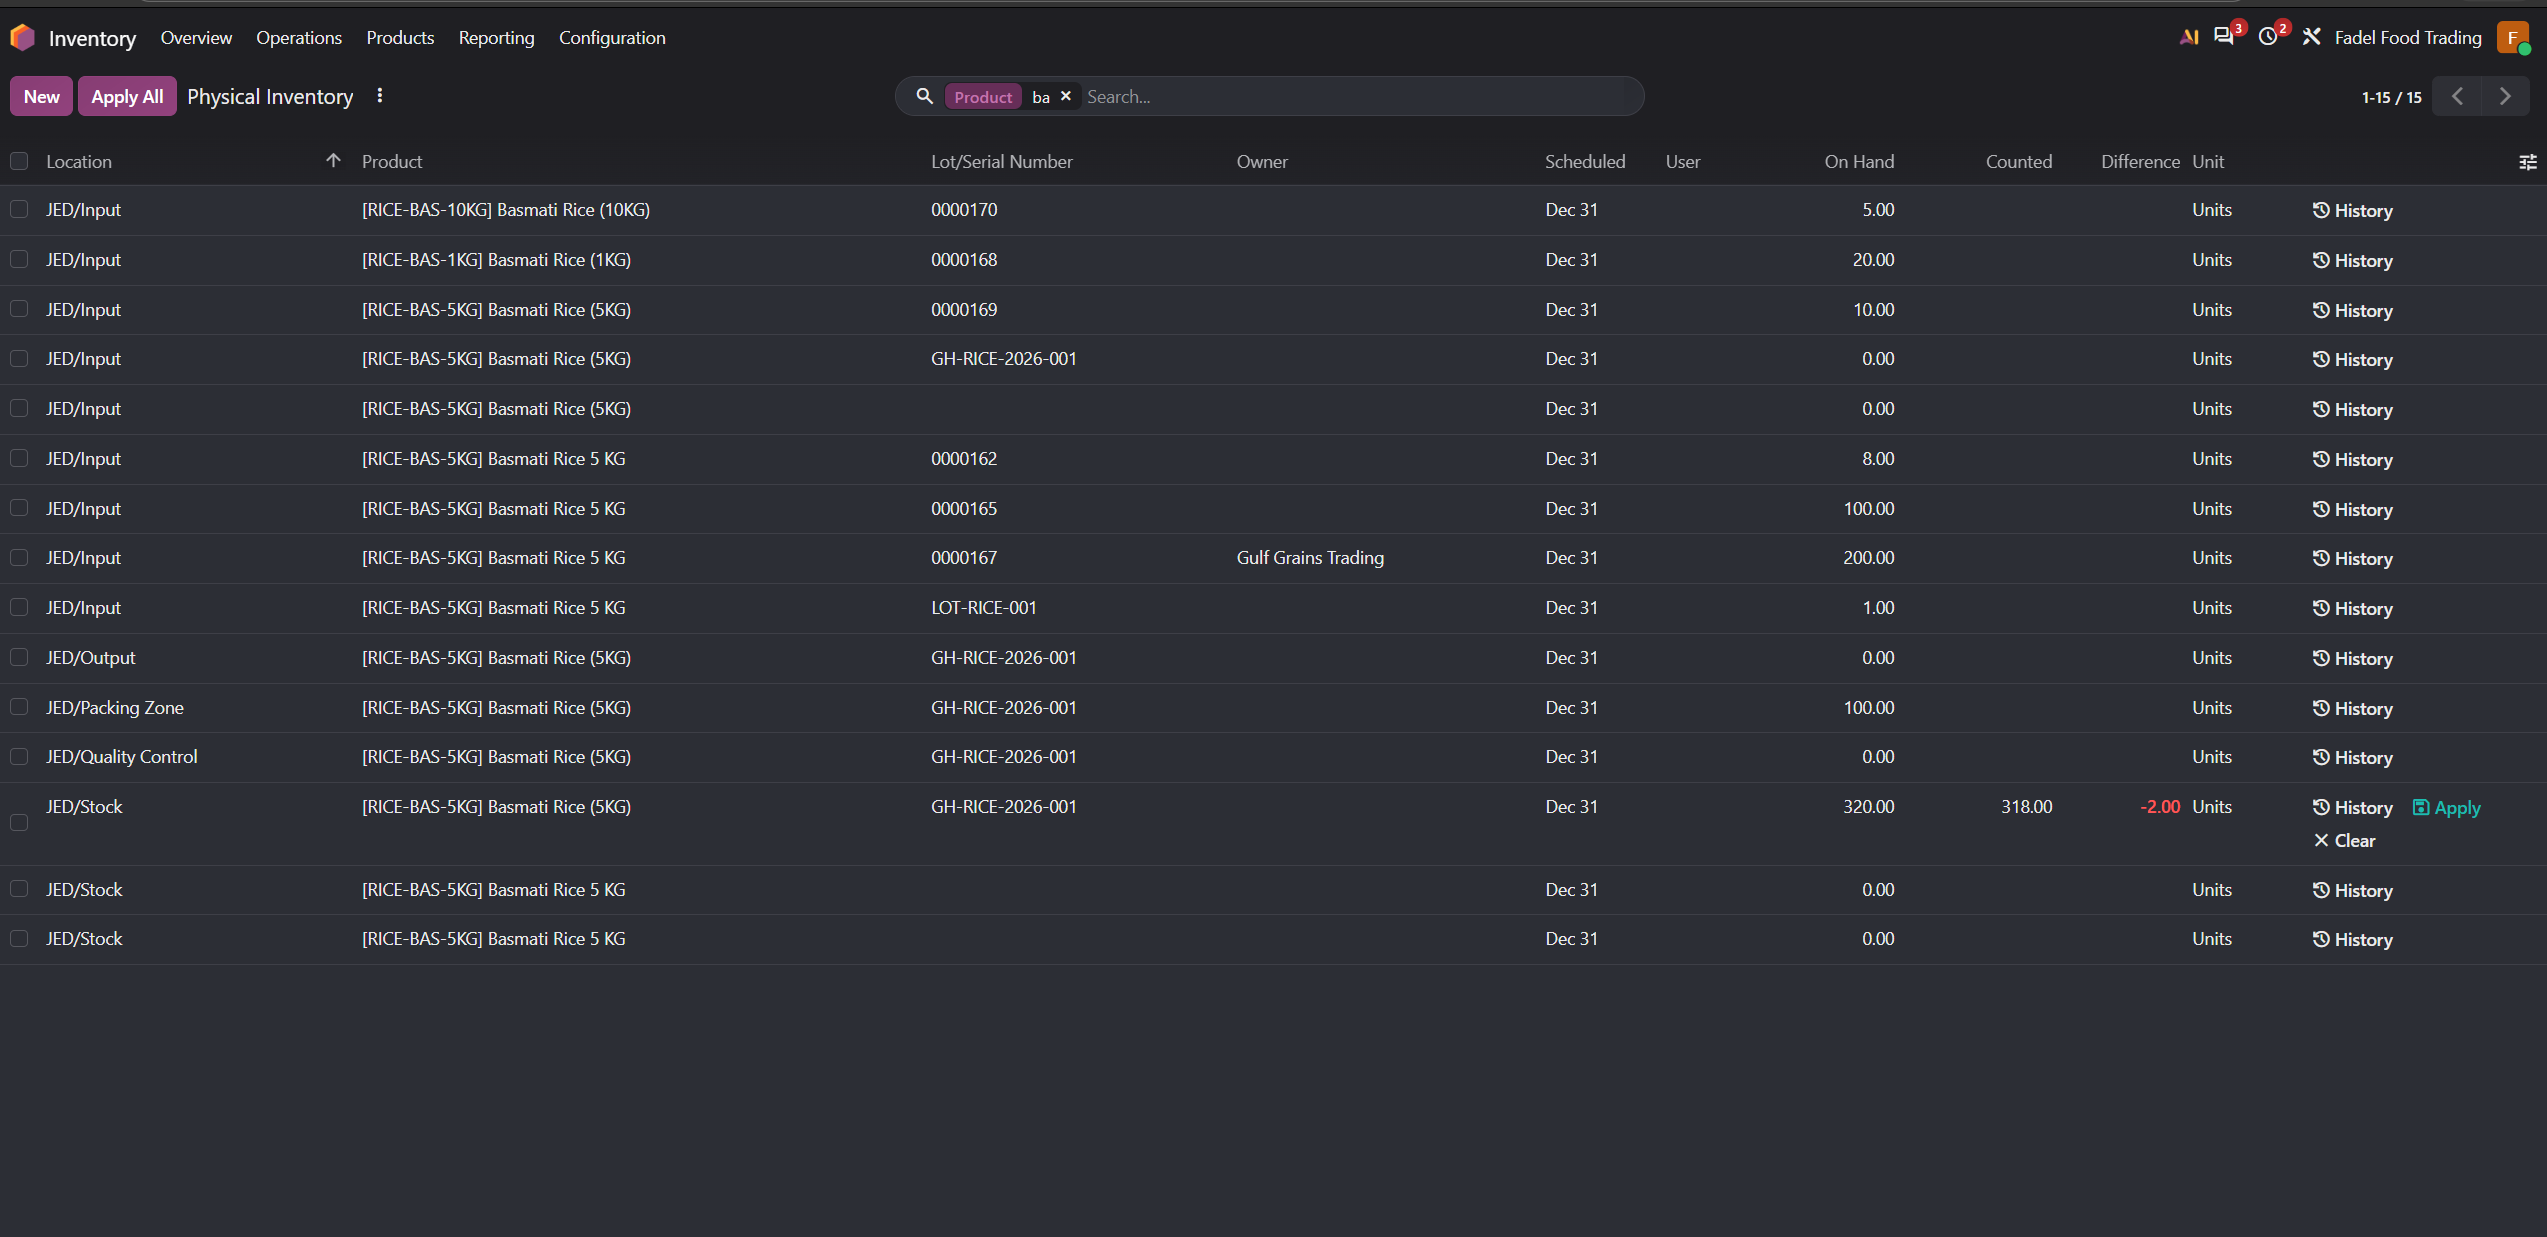 Inventory Overview Operations Products Reporting Configuration AI 3 2 Fadel Food Trading F
New Apply All Physical Inventory Product ba Search... 1-15 / 15
Location Product Lot/Serial Number Owner Scheduled User On Hand Counted Difference Unit
JED/Input [RICE-BAS-10KG] Basmati Rice (10KG) 0000170 Dec 31 5.00 Units History
JED/Input [RICE-BAS-1KG] Basmati Rice (1KG) 0000168 Dec 31 20.00 Units History
JED/Input [RICE-BAS-5KG] Basmati Rice (5KG) 0000169 Dec 31 10.00 Units History
JED/Input [RICE-BAS-5KG] Basmati Rice (5KG) GH-RICE-2026-001 Dec 31 0.00 Units History
JED/Input [RICE-BAS-5KG] Basmati Rice (5KG) Dec 31 0.00 Units History
JED/Input [RICE-BAS-5KG] Basmati Rice 5 KG 0000162 Dec 31 8.00 Units History
JED/Input [RICE-BAS-5KG] Basmati Rice 5 KG 0000165 Dec 31 100.00 Units History
JED/Input [RICE-BAS-5KG] Basmati Rice 5 KG 0000167 Gulf Grains Trading Dec 31 200.00 Units History
JED/Input [RICE-BAS-5KG] Basmati Rice 5 KG LOT-RICE-001 Dec 31 1.00 Units History
JED/Output [RICE-BAS-5KG] Basmati Rice (5KG) GH-RICE-2026-001 Dec 31 0.00 Units History
JED/Packing Zone [RICE-BAS-5KG] Basmati Rice (5KG) GH-RICE-2026-001 Dec 31 100.00 Units History
JED/Quality Control [RICE-BAS-5KG] Basmati Rice (5KG) GH-RICE-2026-001 Dec 31 0.00 Units History
JED/Stock [RICE-BAS-5KG] Basmati Rice (5KG) GH-RICE-2026-001 Dec 31 320.00 318.00 -2.00 Units History Apply
Clear
JED/Stock [RICE-BAS-5KG] Basmati Rice 5 KG Dec 31 0.00 Units History
JED/Stock [RICE-BAS-5KG] Basmati Rice 5 KG Dec 31 0.00 Units History